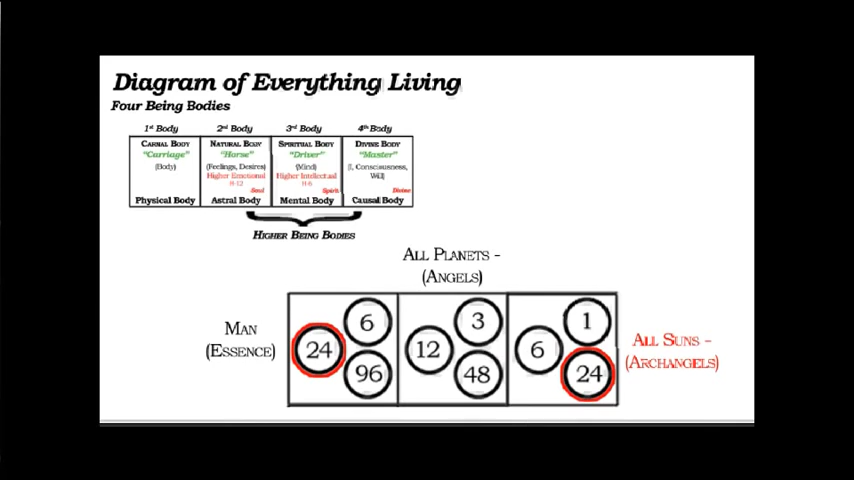 Diagram of Everything Living
Four Being Bodies
1st Body 2nd Body 3rd Body 4th Body
Carnal Body Natural Body Spiritual Body Divine Body
"Carriage" "Horse" "Driver" "Master"
(Body) (Feelings, Desires) (Mind) Consciousness,
Higher Emotional Higher Intellectual Will)
Soul Spirit Divine
Physical Body Astral Body Mental Body Causal Body
Higher Being Bodies
All Planets -
(Angels)
Man
(Essence)
6 3 1
24 12 6
96 48 24
All Suns -
(Archangels)